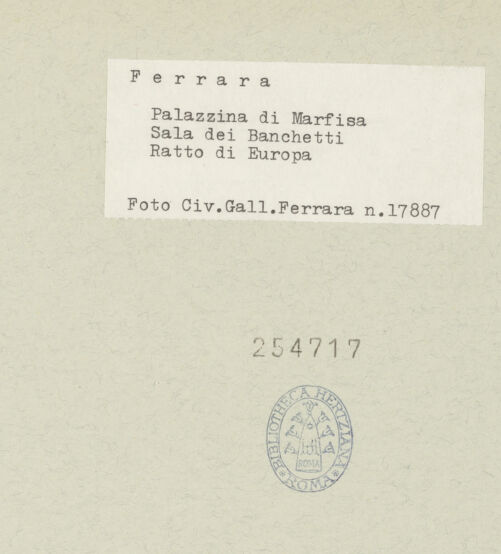 F e r r a r a
Palazzina di Marfisa
Sala dei Banchetti
Ratto di Europa
Foto Civ.Gall.Ferrara n.17887
254717
BIBLIOTHECA HERTZIANA
ROMA
ROMA